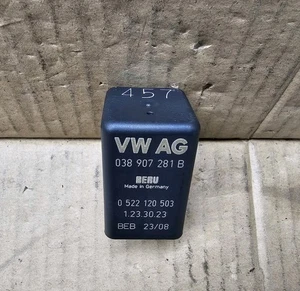 457
VW AG
038 907 281 B
BERU
Made in Germany
0 522 120 503
1.23.30.23
BEB 23/08